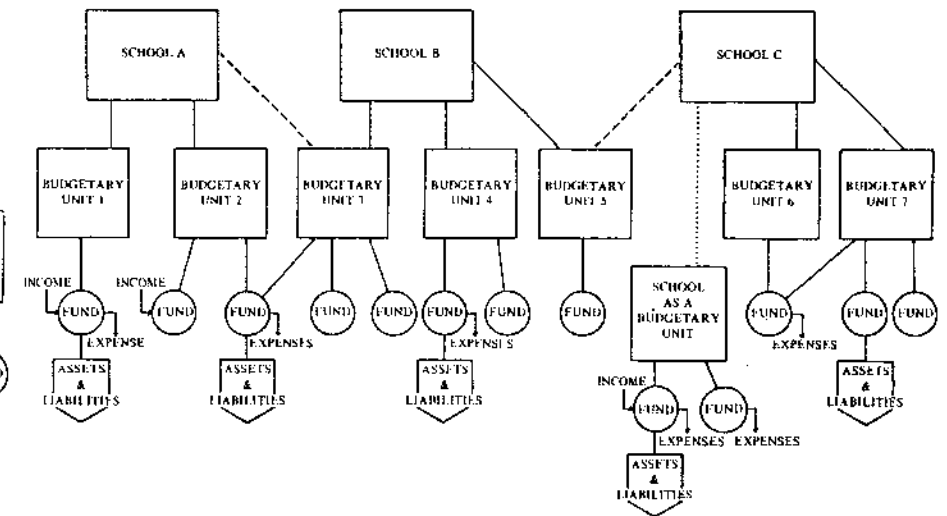 SCHOOL A
SCHOOL B
SCHOOL C
BUDGETARY
UNIT 1
BUDGETARY
UNIT 2
BUDGETARY
UNIT 3
BUDGETARY
UNIT 4
BUDGETARY
UNIT 5
BUDGETARY
UNIT 6
BUDGETARY
UNIT 7
SCHOOL
AS A
BUDGETARY
UNIT
INCOME
FUND
EXPENSE
INCOME
FUND
FUND
EXPENSES
FUND
FUND
FUND
EXPENSES
FUND
FUND
FUND
EXPENSES
FUND
FUND
ASSETS
&
LIABILITIES
ASSETS
&
LIABILITIES
ASSETS
&
LIABILITIES
ASSETS
&
LIABILITIES
INCOME
FUND
EXPENSES
FUND
EXPENSES
ASSETS
&
LIABILITIES